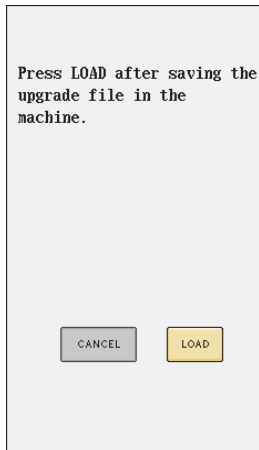 Press LOAD after saving the
upgrade file in the
machine.
CANCEL LOAD